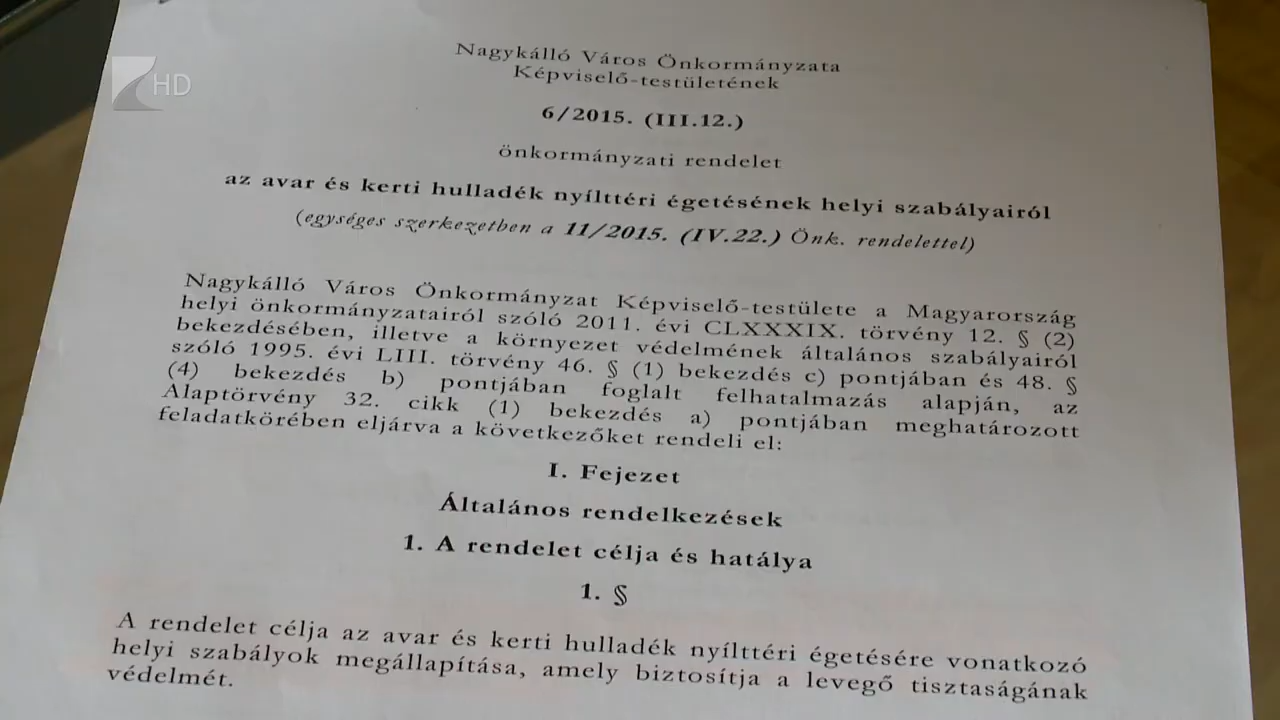 HD
Nagykálló Város Önkormányzata
Képviselő-testületének
6/2015. (III.12.)
önkormányzati rendelet
az avar és kerti hulladék nyílttéri égetésének helyi szabályairól
(egységes szerkezetben a 11/2015. (IV.22.) Önk. rendelettel)
Nagykálló Város Önkormányzat Képviselő-testülete a Magyarország
helyi önkormányzatairól szóló 2011. évi CLXXXIX. törvény 12. § (2)
bekezdésében, illetve a környezet védelmének általános szabályairól
szóló 1995. évi LIII. törvény 46. § (1) bekezdés c) pontjában és 48. §
(4) bekezdés b) pontjában foglalt felhatalmazás alapján, az
Alaptörvény 32. cikk (1) bekezdés a) pontjában meghatározott
feladatkörében eljárva a következőket rendeli el:
I. Fejezet
Általános rendelkezések
1. A rendelet célja és hatálya
1. §
A rendelet célja az avar és kerti hulladék nyílttéri égetésére vonatkozó
helyi szabályok megállapítása, amely biztosítja a levegő tisztaságának
védelmét.